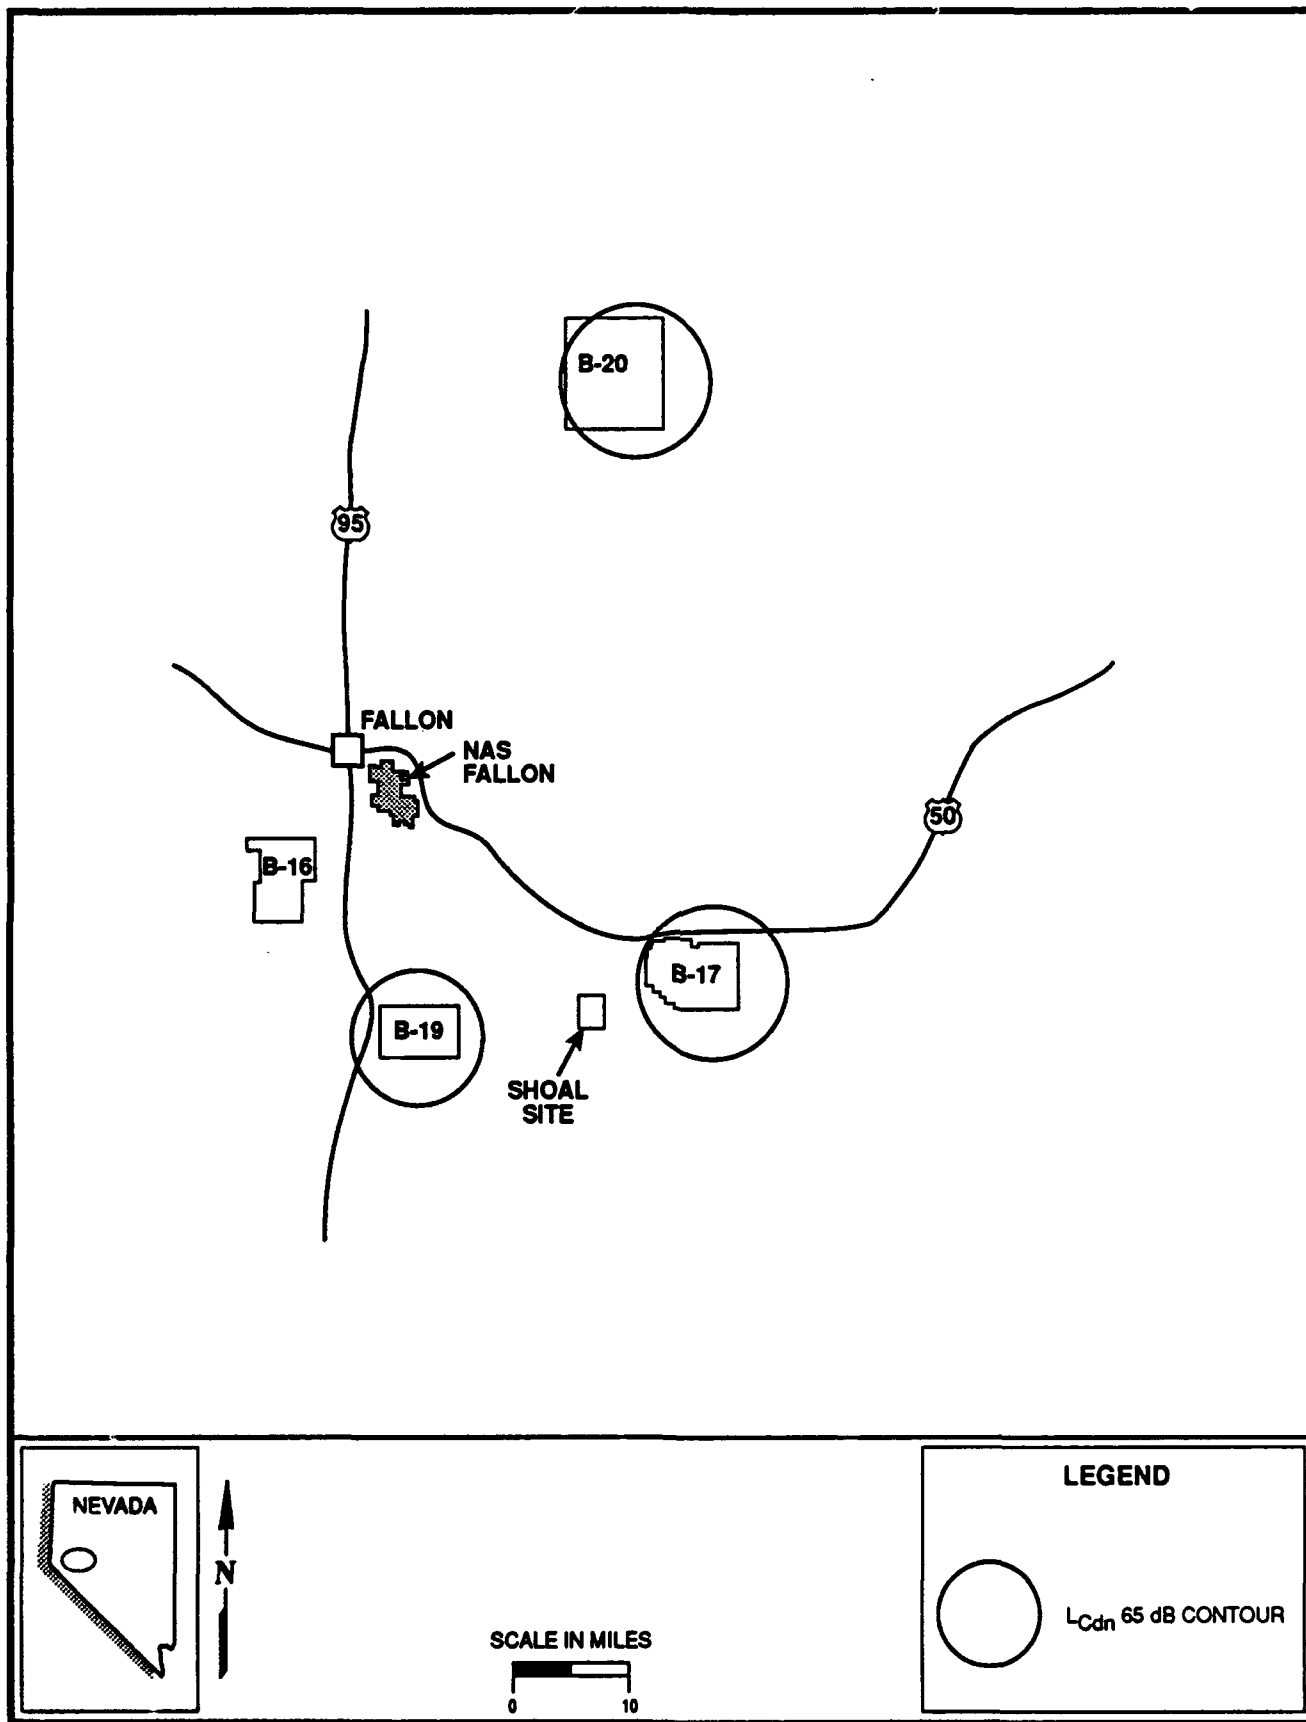 B-20
95
FALLON
NAS
FALLON
50
B-16
B-17
B-19
SHOAL
SITE
NEVADA
N
SCALE IN MILES
0 10
LEGEND
LCdn 65 dB CONTOUR